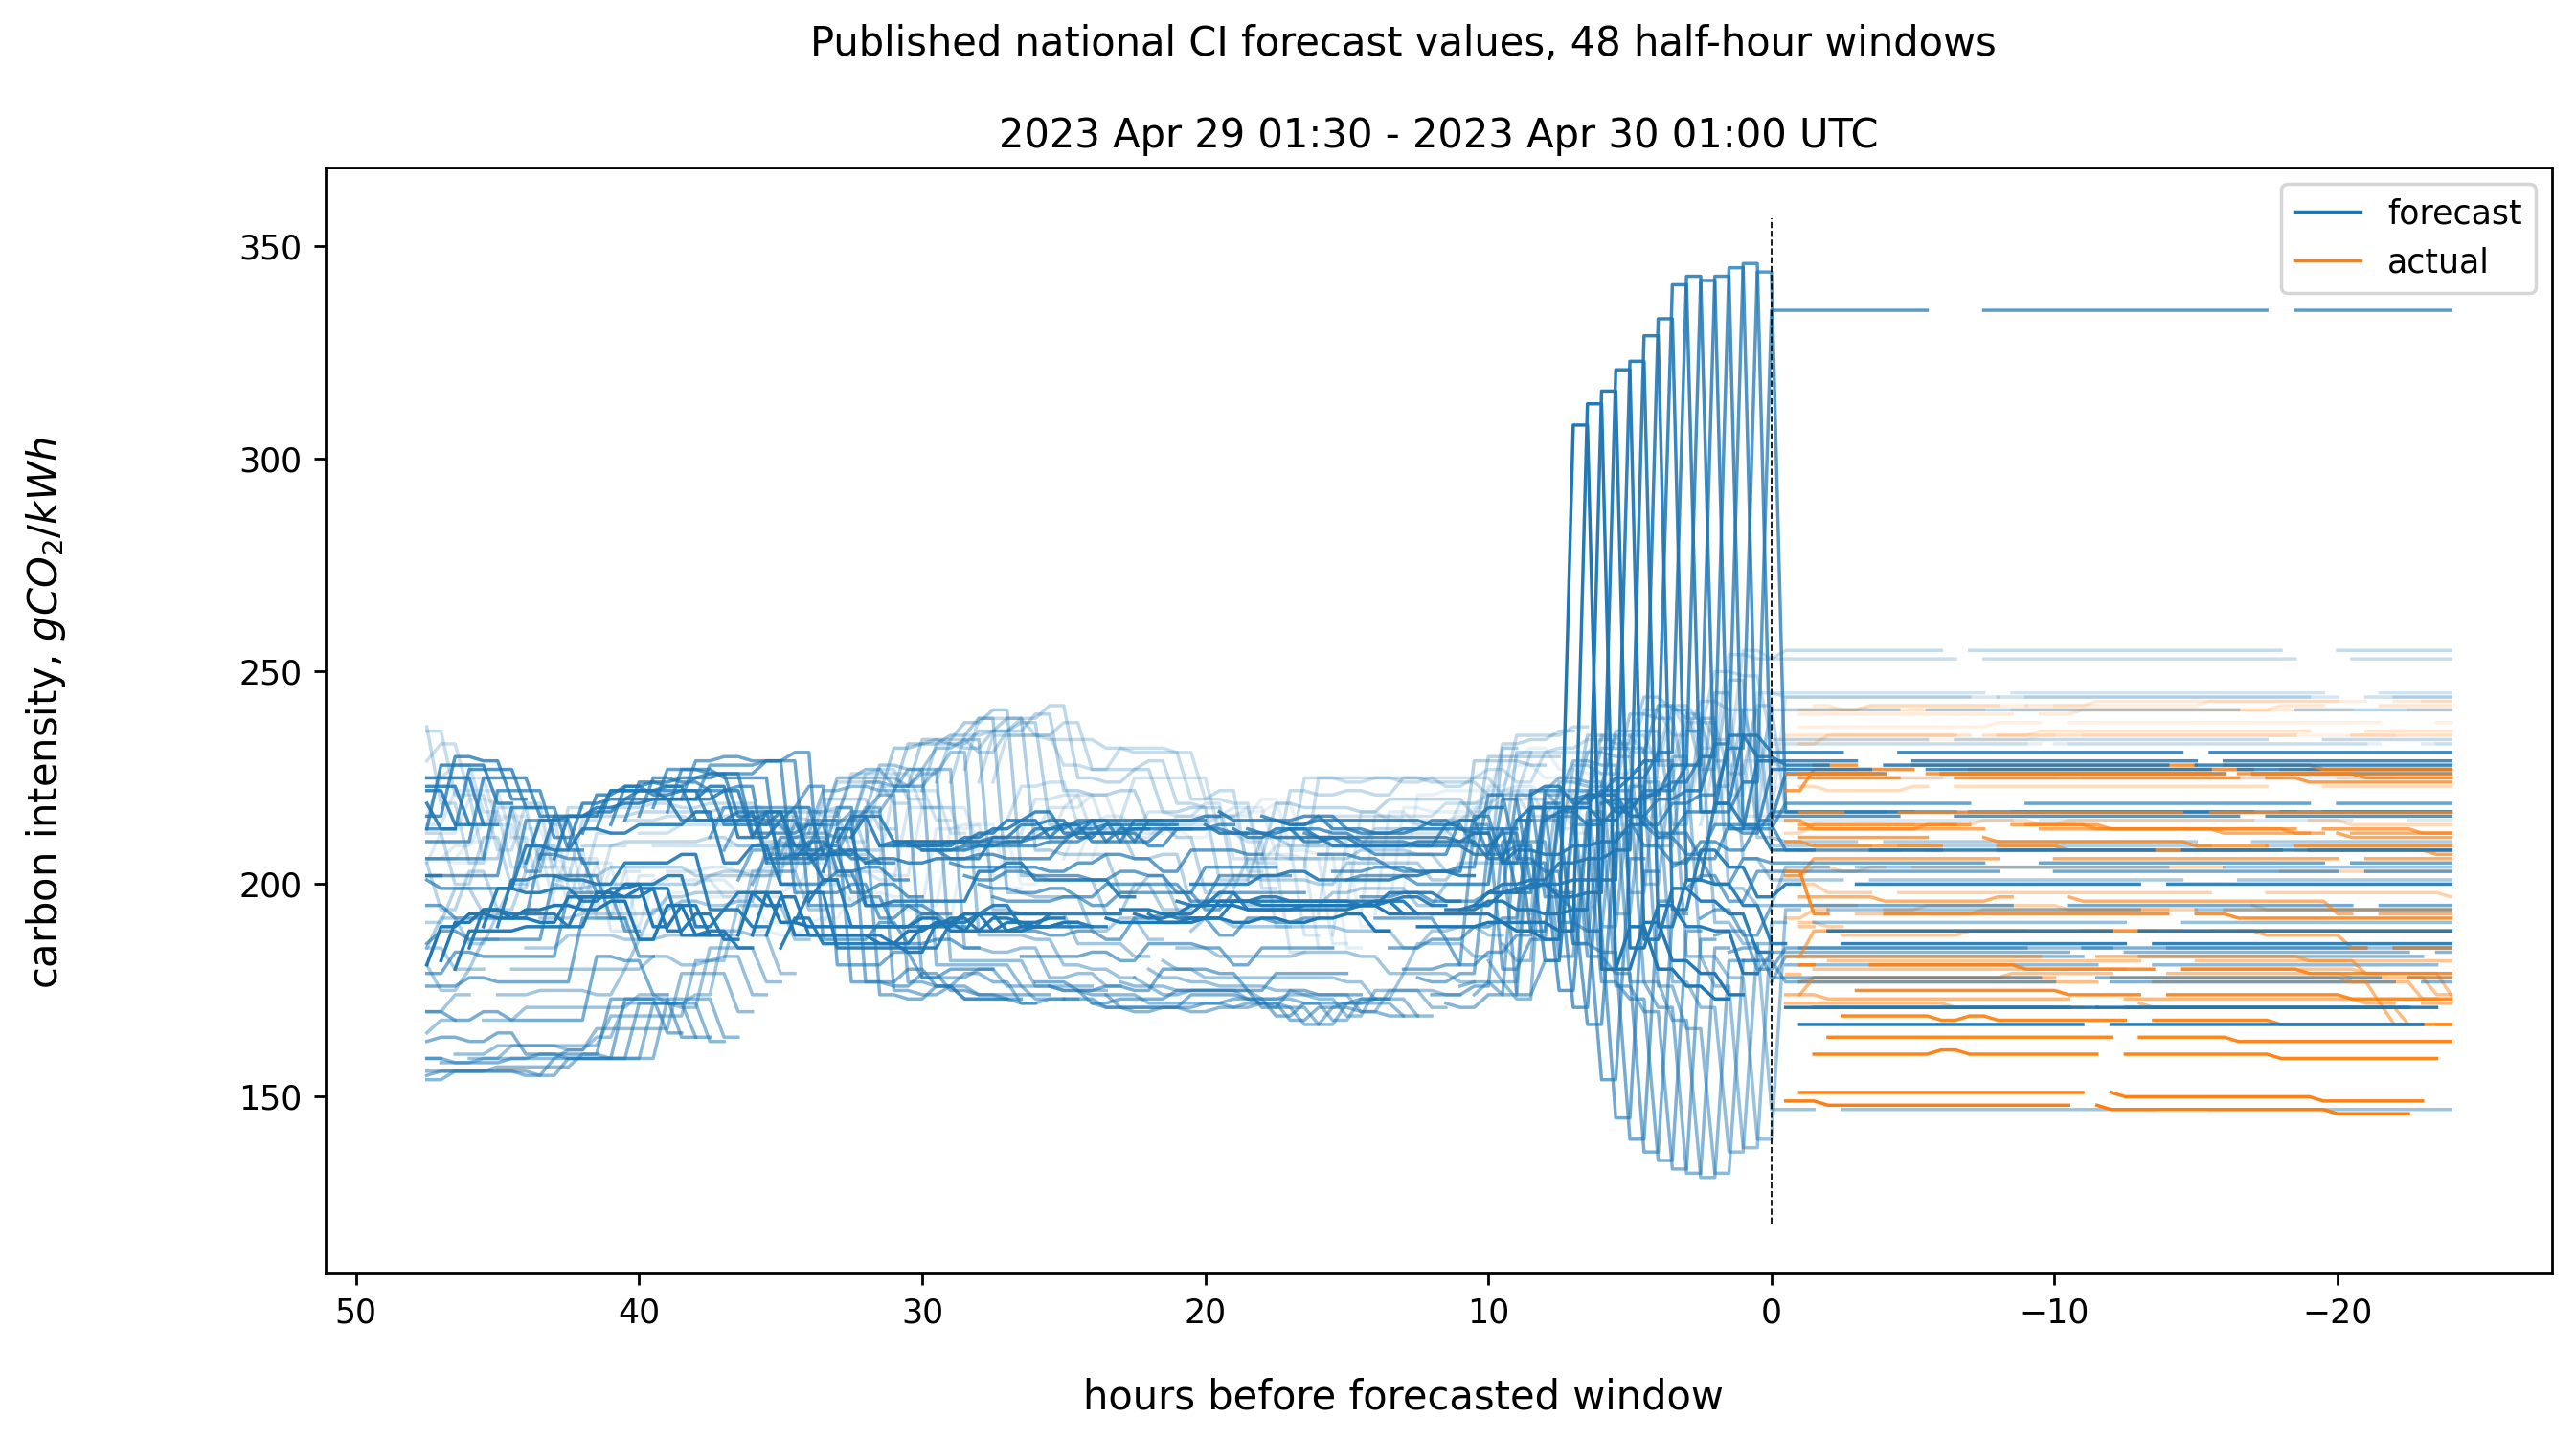 Published national CI forecast values, 48 half-hour windows
2023 Apr 29 01:30 - 2023 Apr 30 01:00 UTC
forecast
actual
carbon intensity, gCO₂/kWh
350
300
250
200
150
50
40
30
20
10
0
−10
−20
hours before forecasted window